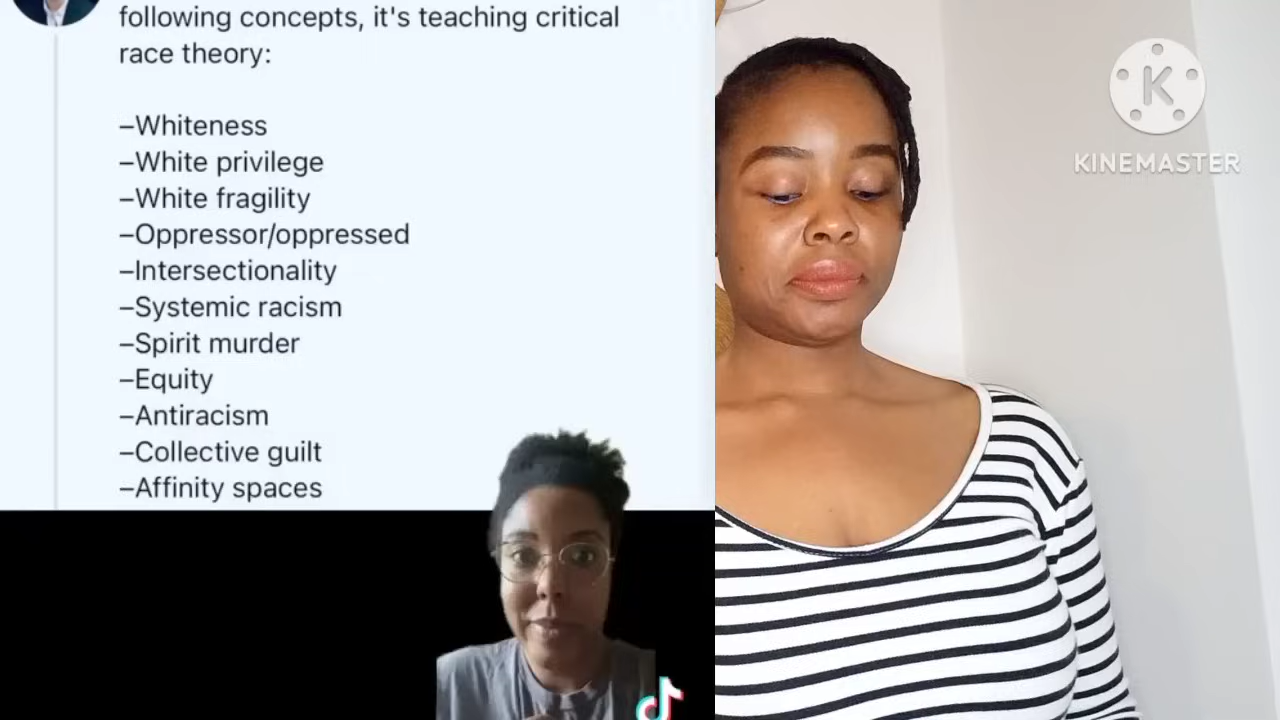 following concepts, it's teaching critical
race theory:
–Whiteness
–White privilege
–White fragility
–Oppressor/oppressed
–Intersectionality
–Systemic racism
–Spirit murder
–Equity
–Antiracism
–Collective guilt
–Affinity spaces
K
KINEMASTER